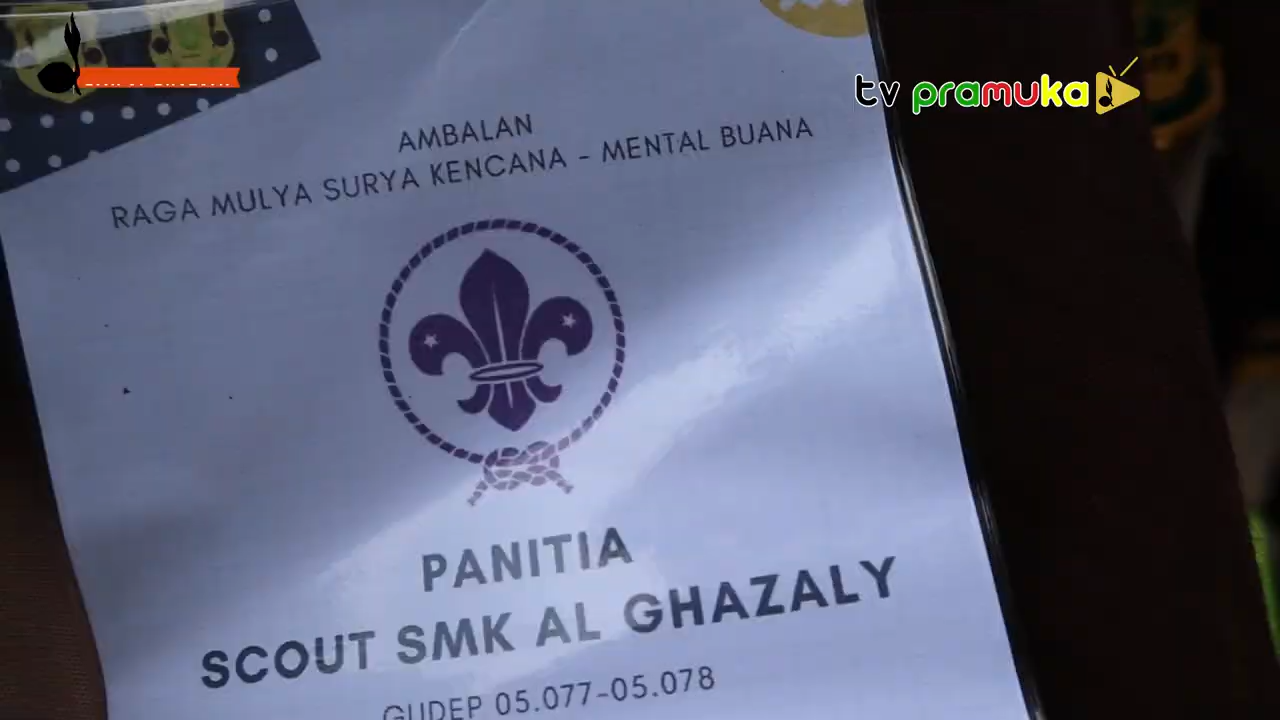 tv pramuka
AMBALAN
RAGA MULYA SURYA KENCANA - MENTAL BUANA
PANITIA
SCOUT SMK AL GHAZALY
GUDEP 05.077-05.078